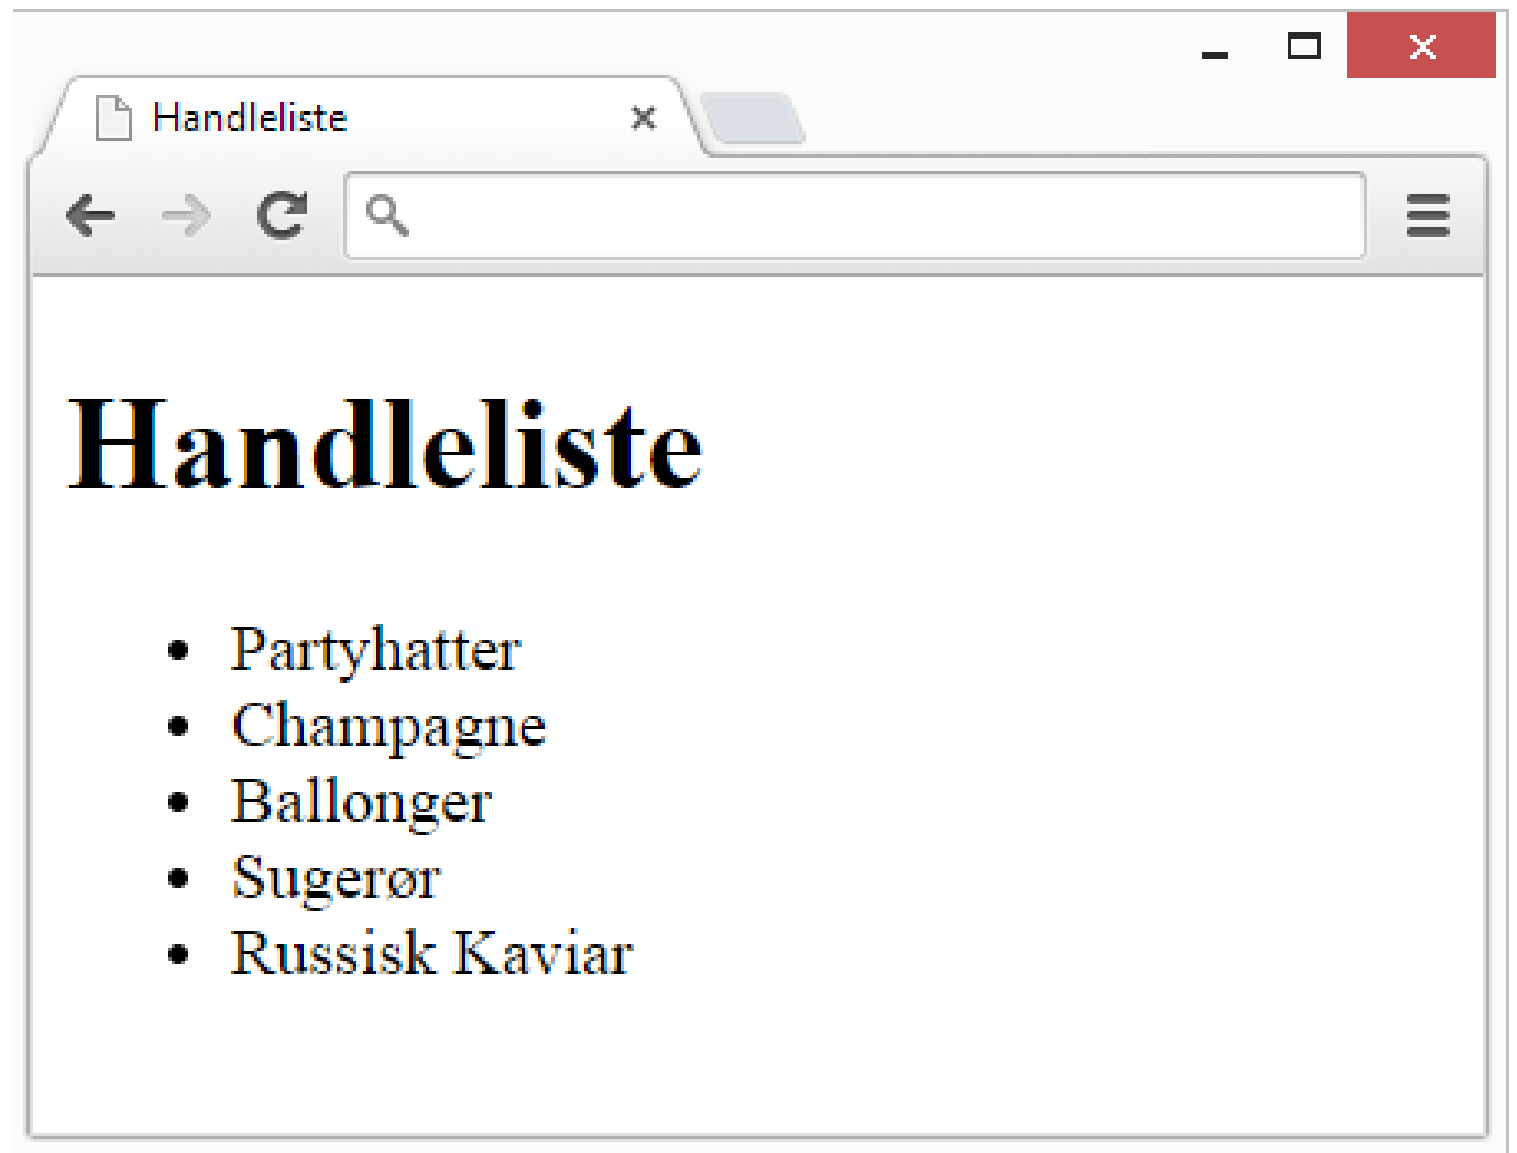 Handleliste
Handleliste
Partyhatter
Champagne
Ballonger
Sugerør
Russisk Kaviar